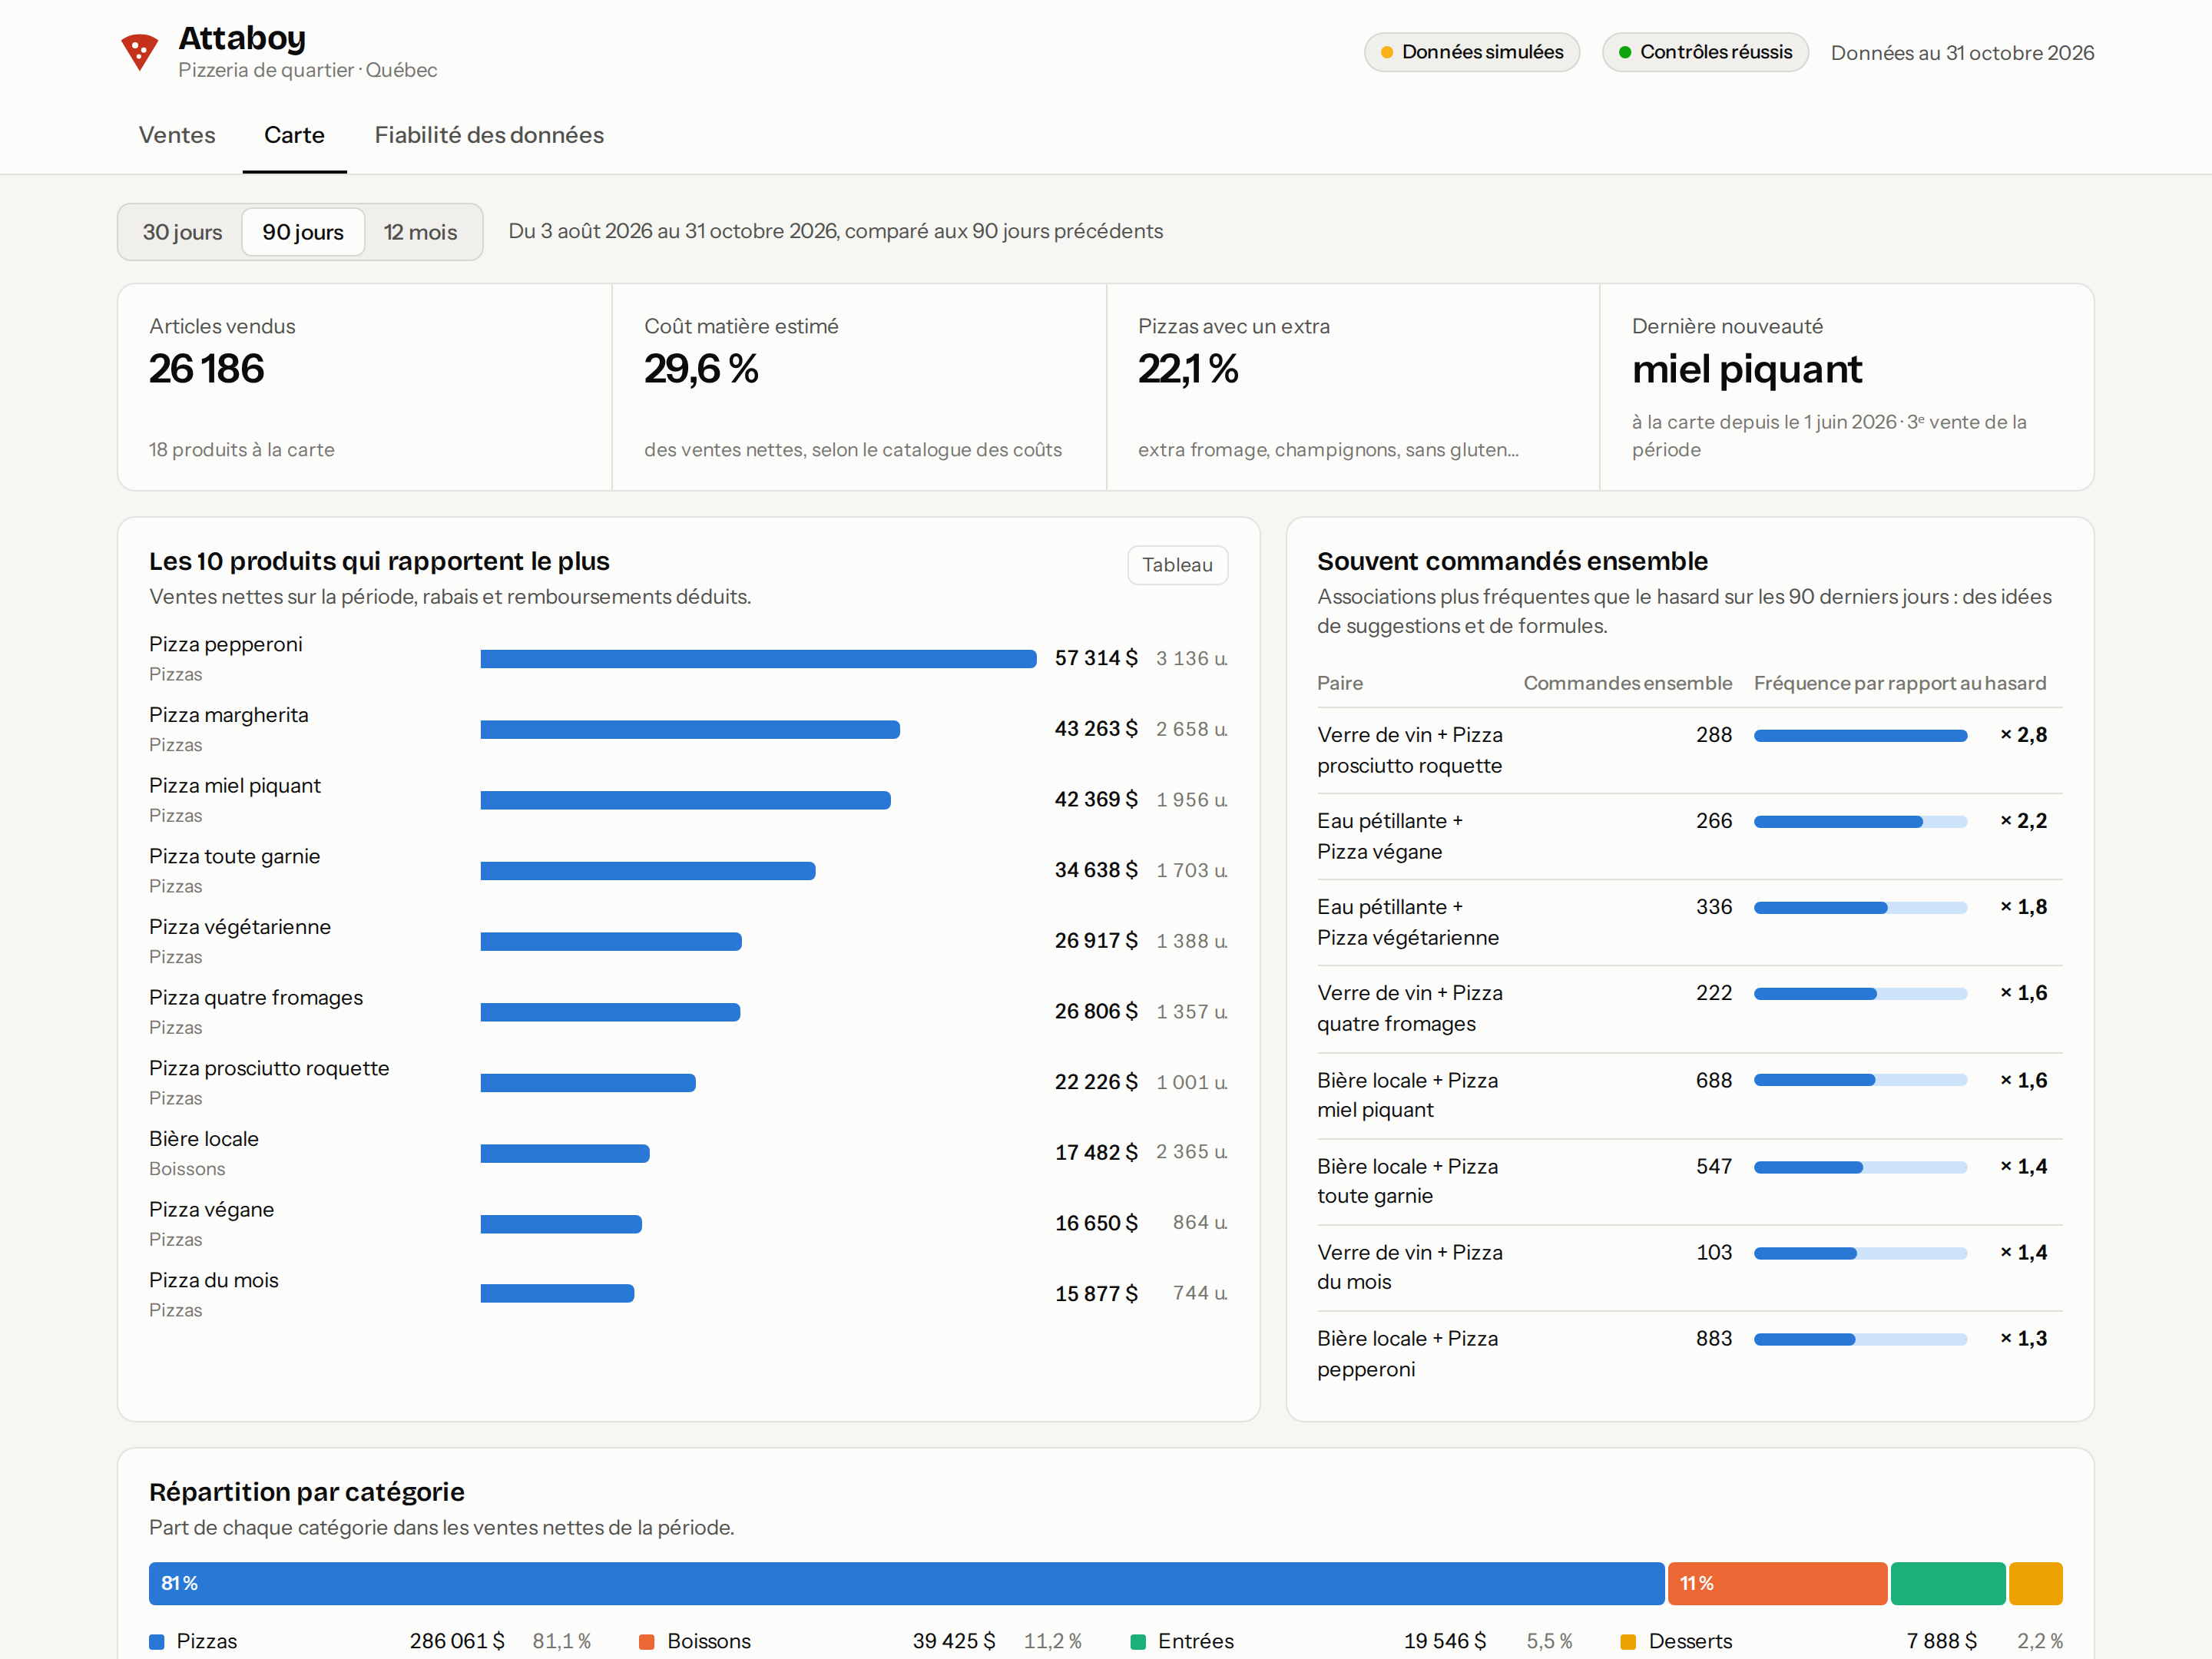 Attaboy
Pizzeria de quartier · Québec
Données simulées
Contrôles réussis
Données au 31 octobre 2026
Ventes
Carte
Fiabilité des données
30 jours
90 jours
12 mois
Du 3 août 2026 au 31 octobre 2026, comparé aux 90 jours précédents
Articles vendus
26 186
18 produits à la carte
Coût matière estimé
29,6 %
des ventes nettes, selon le catalogue des coûts
Pizzas avec un extra
22,1 %
extra fromage, champignons, sans gluten...
Dernière nouveauté
miel piquant
à la carte depuis le 1 juin 2026 · 3ᵉ vente de la
période
Les 10 produits qui rapportent le plus
Ventes nettes sur la période, rabais et remboursements déduits.
Tableau
Pizza pepperoni
Pizzas
57 314 $ 3 136 u.
Pizza margherita
Pizzas
43 263 $ 2 658 u.
Pizza miel piquant
Pizzas
42 369 $ 1 956 u.
Pizza toute garnie
Pizzas
34 638 $ 1 703 u.
Pizza végétarienne
Pizzas
26 917 $ 1 388 u.
Pizza quatre fromages
Pizzas
26 806 $ 1 357 u.
Pizza prosciutto roquette
Pizzas
22 226 $ 1 001 u.
Bière locale
Boissons
17 482 $ 2 365 u.
Pizza végane
Pizzas
16 650 $ 864 u.
Pizza du mois
Pizzas
15 877 $ 744 u.
Souvent commandés ensemble
Associations plus fréquentes que le hasard sur les 90 derniers jours : des idées
de suggestions et de formules.
Paire Commandes ensemble Fréquence par rapport au hasard
Verre de vin + Pizza
prosciutto roquette
288 × 2,8
Eau pétillante +
Pizza végane
266 × 2,2
Eau pétillante +
Pizza végétarienne
336 × 1,8
Verre de vin + Pizza
quatre fromages
222 × 1,6
Bière locale + Pizza
miel piquant
688 × 1,6
Bière locale + Pizza
toute garnie
547 × 1,4
Verre de vin + Pizza
du mois
103 × 1,4
Bière locale + Pizza
pepperoni
883 × 1,3
Répartition par catégorie
Part de chaque catégorie dans les ventes nettes de la période.
81 %
11 %
Pizzas 286 061 $ 81,1 %
Boissons 39 425 $ 11,2 %
Entrées 19 546 $ 5,5 %
Desserts 7 888 $ 2,2 %